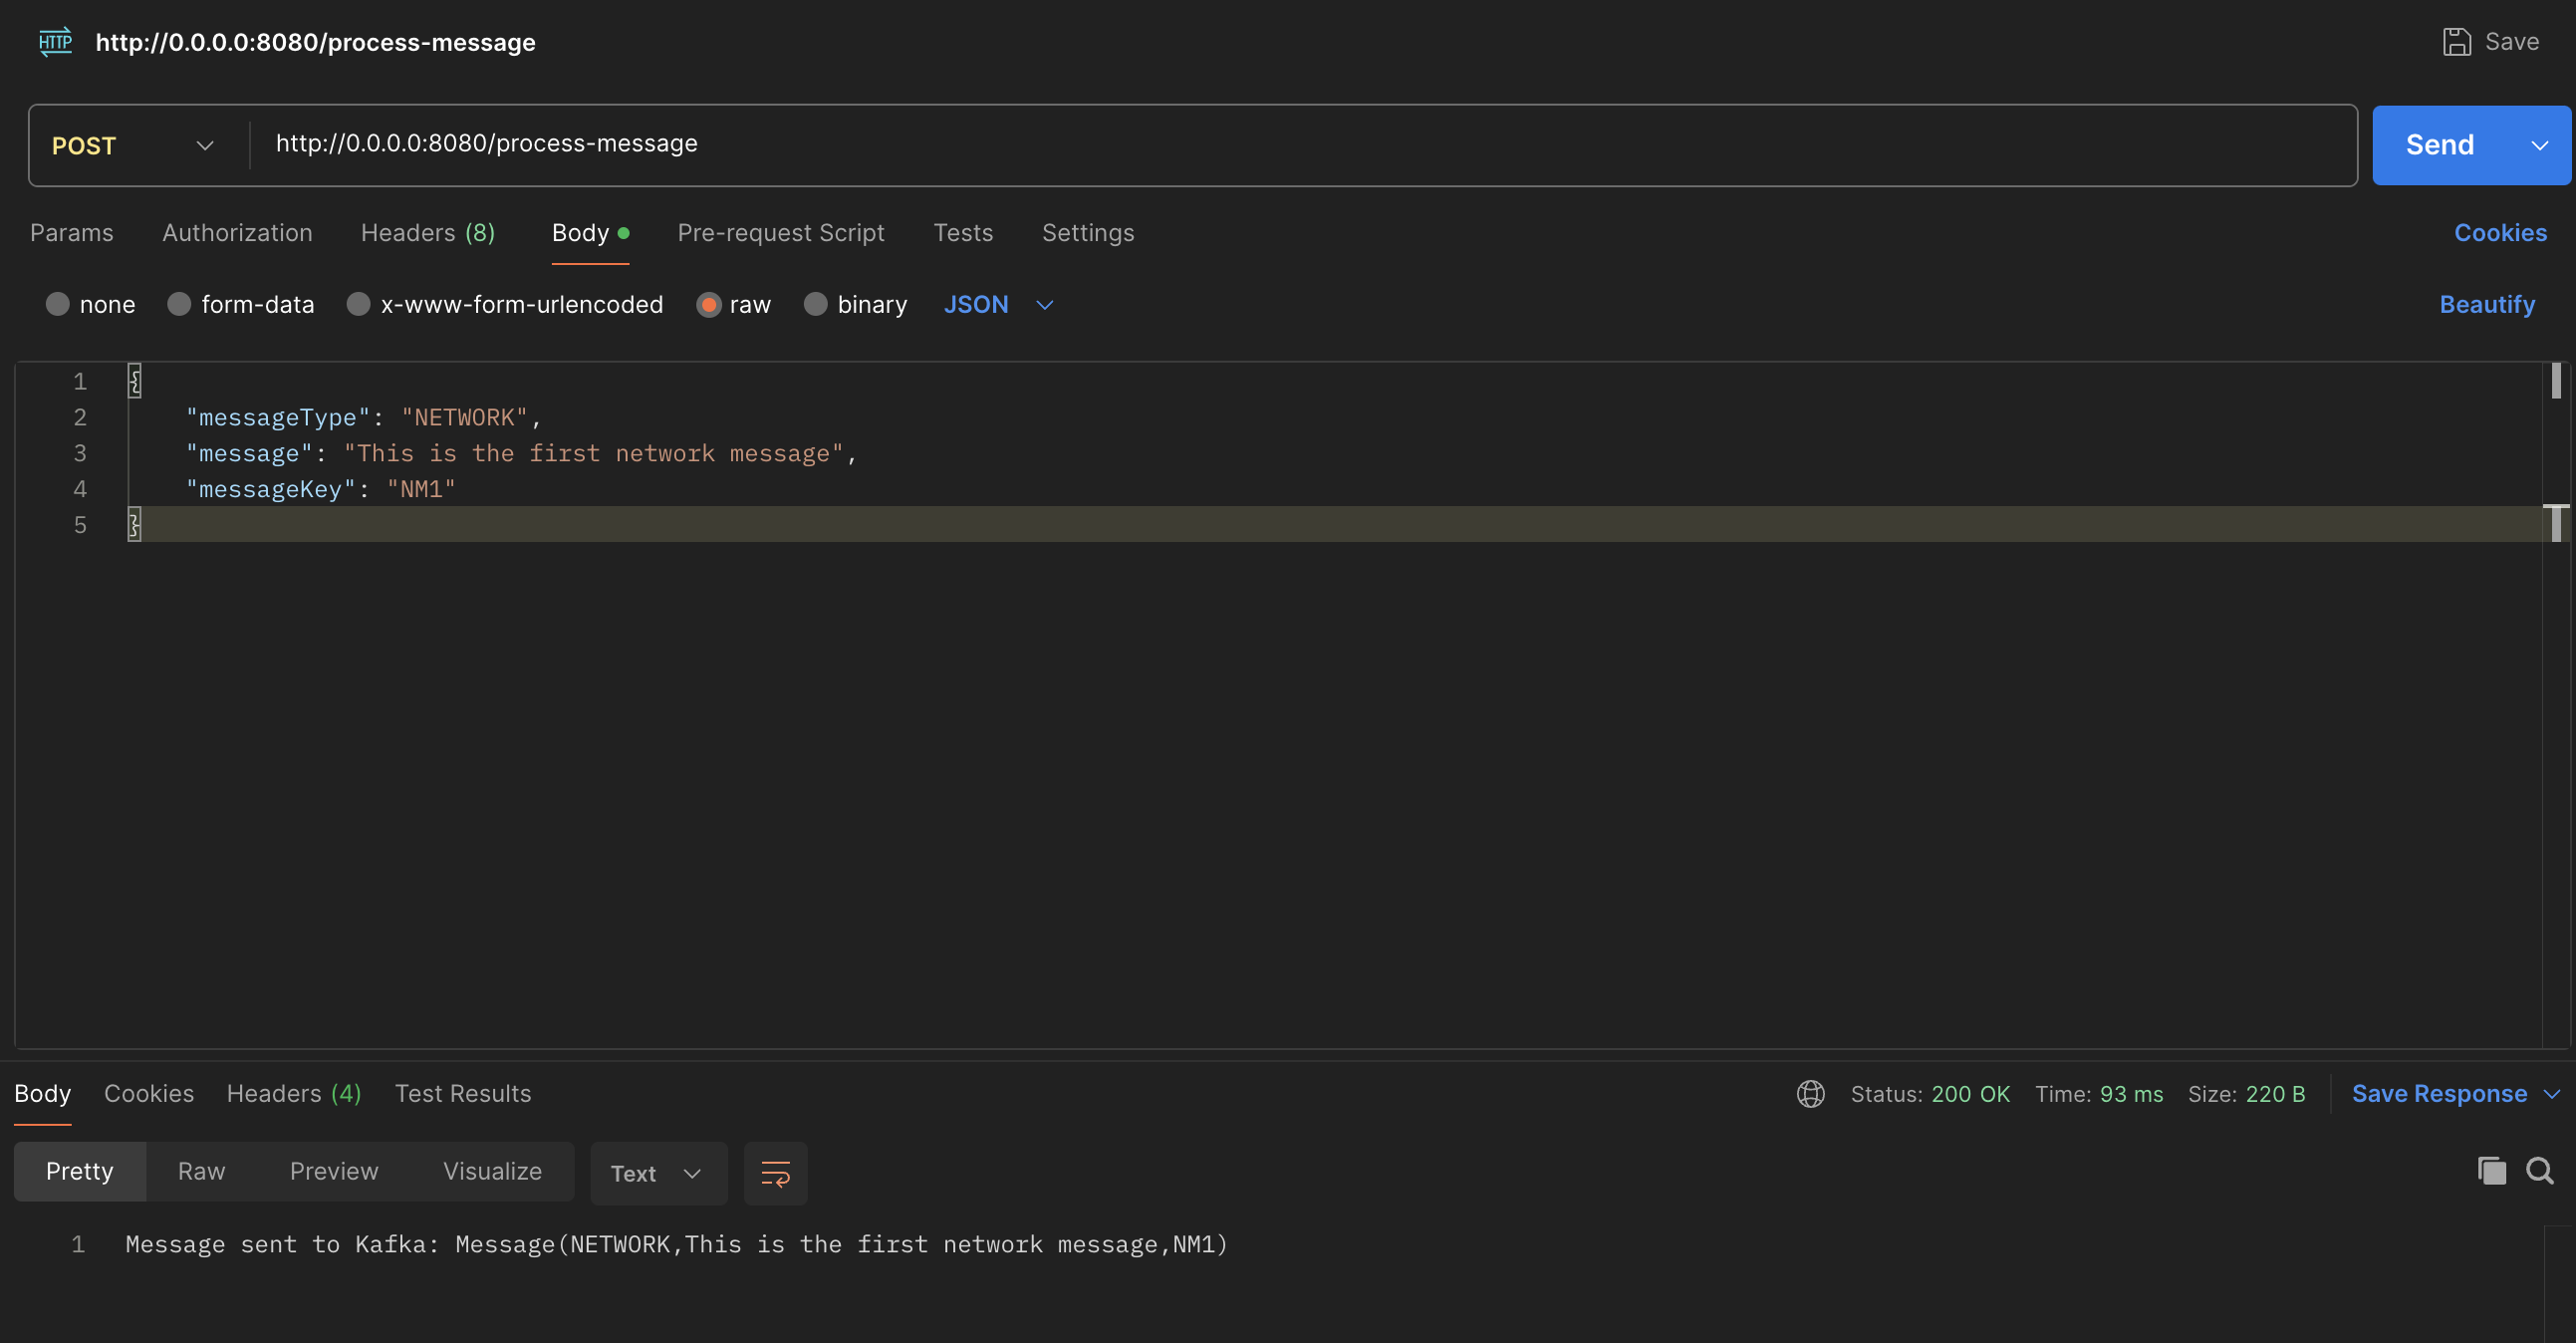 HTTP http://0.0.0.0:8080/process-message Save
POST http://0.0.0.0:8080/process-message Send
Params Authorization Headers (8) Body Pre-request Script Tests Settings Cookies
none form-data x-www-form-urlencoded raw binary JSON Beautify
1 {
2 "messageType": "NETWORK",
3 "message": "This is the first network message",
4 "messageKey": "NM1"
5 }
Body Cookies Headers (4) Test Results Status: 200 OK Time: 93 ms Size: 220 B Save Response
Pretty Raw Preview Visualize Text
1 Message sent to Kafka: Message(NETWORK,This is the first network message,NM1)